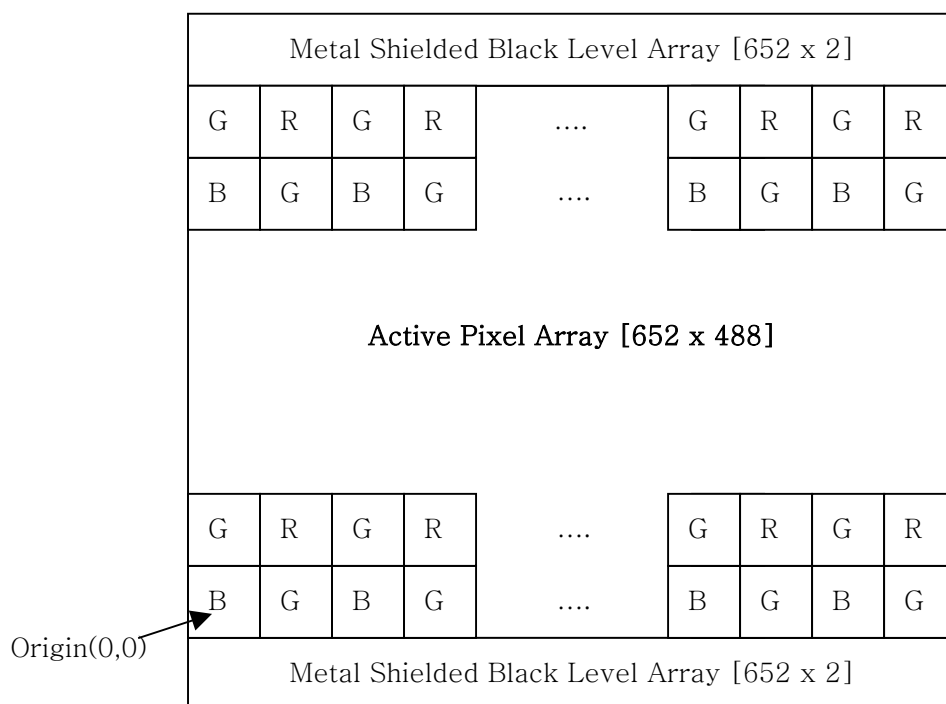 Metal Shielded Black Level Array [652 x 2]
G R G R .... G R G R
B G B G .... B G B G
Active Pixel Array [652 x 488]
G R G R .... G R G R
B G B G .... B G B G
Origin(0,0)
Metal Shielded Black Level Array [652 x 2]